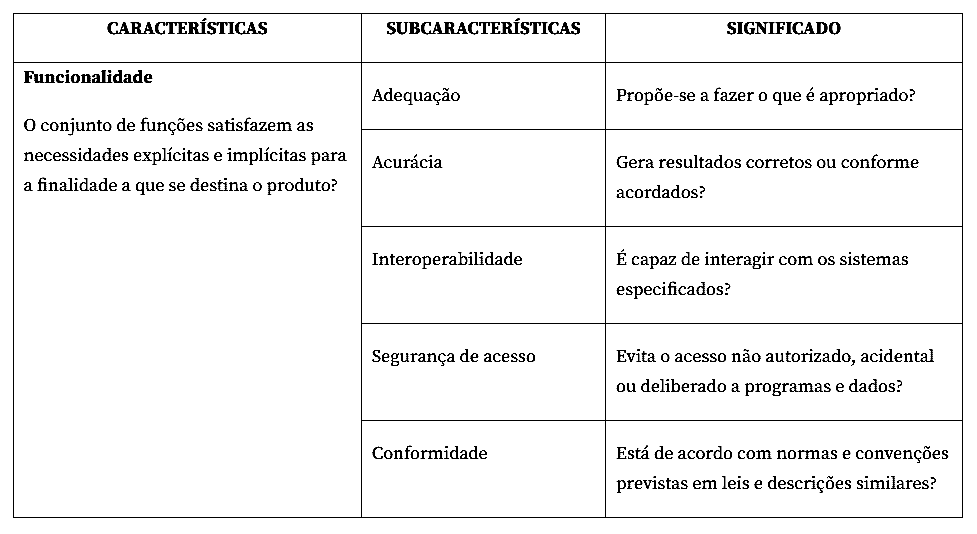 CARACTERÍSTICAS SUBCARACTERÍSTICAS SIGNIFICADO
Funcionalidade
O conjunto de funções satisfazem as
necessidades explícitas e implícitas para
a finalidade a que se destina o produto?
Adequação
Propõe-se a fazer o que é apropriado?
Acurácia
Gera resultados corretos ou conforme
acordados?
Interoperabilidade
É capaz de interagir com os sistemas
especificados?
Segurança de acesso
Evita o acesso não autorizado, acidental
ou deliberado a programas e dados?
Conformidade
Está de acordo com normas e convenções
previstas em leis e descrições similares?